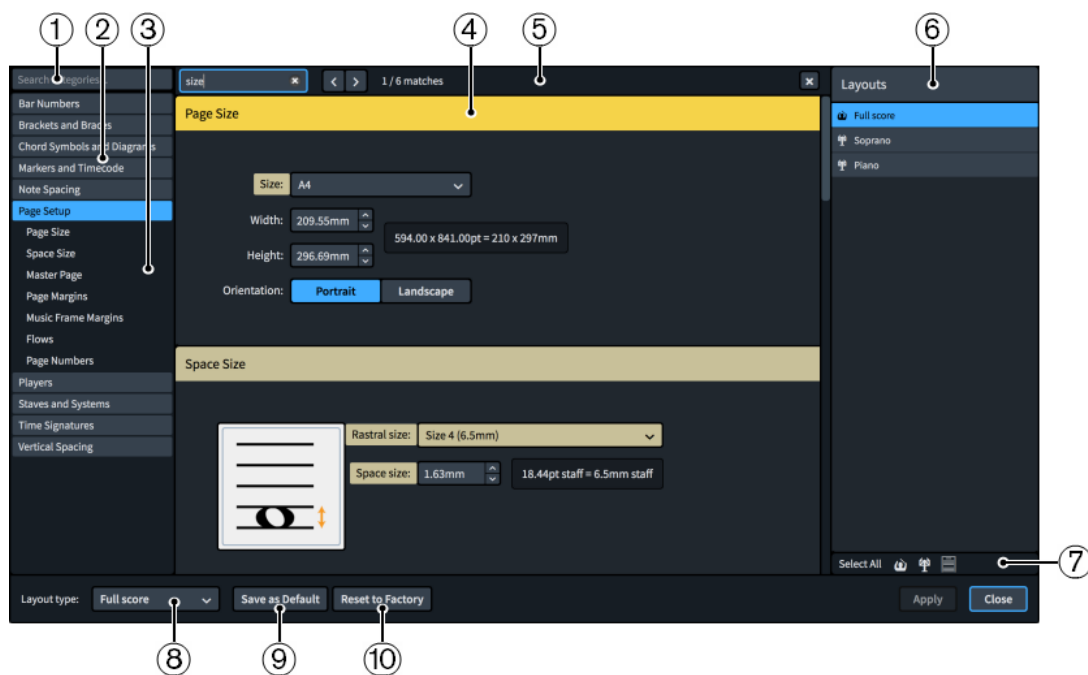 ① ② ③ ④ ⑤ ⑥
Search categories...
size
1 / 6 matches
Layouts
Bar Numbers
Brackets and Braces
Chord Symbols and Diagrams
Markers and Timecode
Note Spacing
Page Setup
Page Size
Space Size
Master Page
Page Margins
Music Frame Margins
Flows
Page Numbers
Players
Staves and Systems
Time Signatures
Vertical Spacing
Page Size
Size: A4
Width: 209.55mm
594.00 x 841.00pt = 210 x 297mm
Height: 296.69mm
Orientation: Portrait Landscape
Space Size
Rastral size: Size 4 (6.5mm)
Space size: 1.63mm 18.44pt staff = 6.5mm staff
Full score
Soprano
Piano
Select All
⑦
Layout type: Full score Save as Default Reset to Factory Apply Close
⑧ ⑨ ⑩